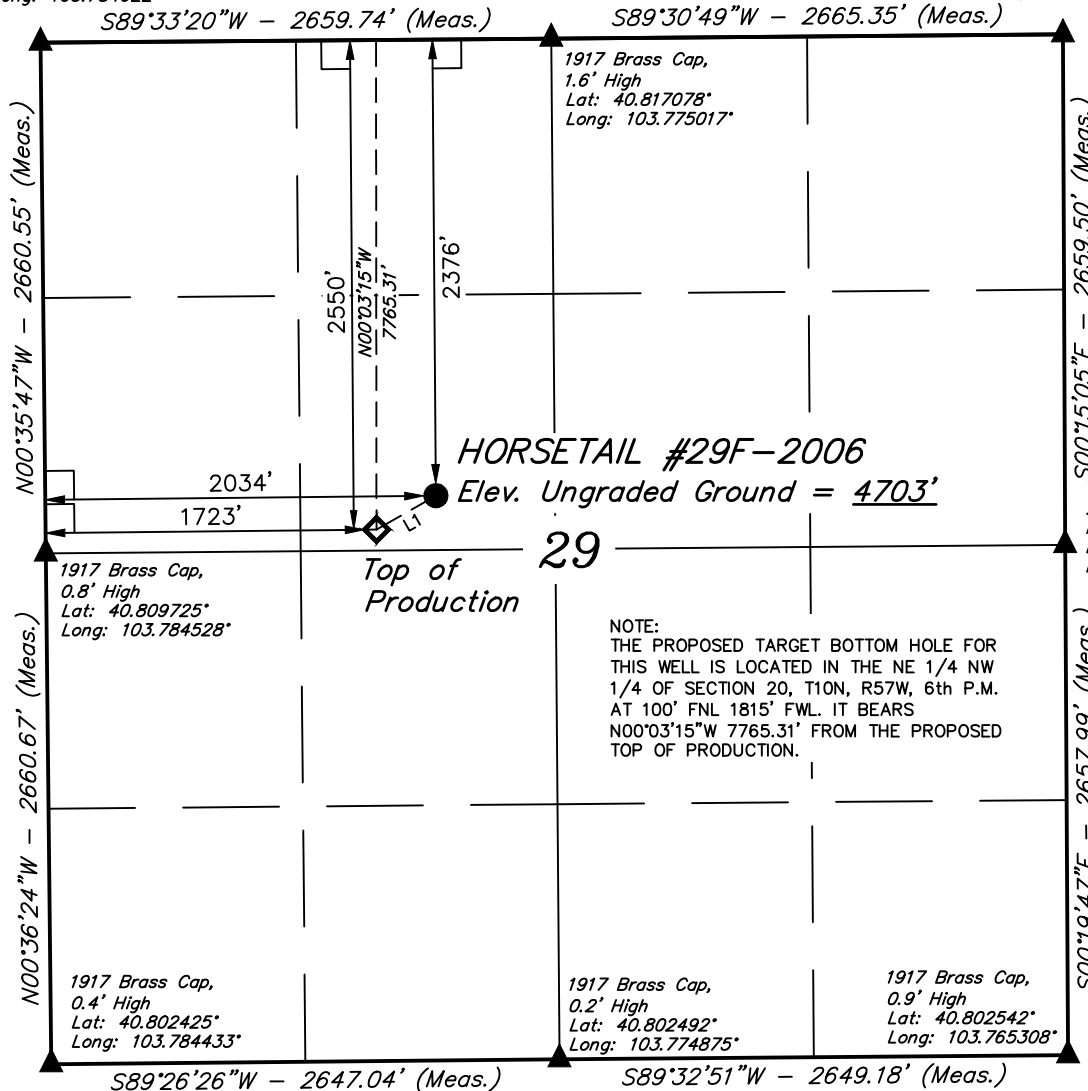 S89°33'20"W - 2659.74' (Meas.)
S89°30'49"W - 2665.35' (Meas.)
1917 Brass Cap,
1.6' High
Lat: 40.817078°
Long: 103.775017°
N00°35'47"W - 2660.55' (Meas.)
S00°15'05"E - 2659.50' (Meas.)
2550'
N00°03'15"W
7765.31'
2376'
HORSETAIL #29F-2006
Elev. Ungraded Ground = 4703'
2034'
1723'
L1
29
Top of
Production
1917 Brass Cap,
0.8' High
Lat: 40.809725°
Long: 103.784528°
NOTE:
THE PROPOSED TARGET BOTTOM HOLE FOR
THIS WELL IS LOCATED IN THE NE 1/4 NW
1/4 OF SECTION 20, T10N, R57W, 6th P.M.
AT 100' FNL 1815' FWL. IT BEARS
N00°03'15"W 7765.31' FROM THE PROPOSED
TOP OF PRODUCTION.
N00°36'24"W - 2660.67' (Meas.)
S00°19'47"E - 2657.99' (Meas.)
1917 Brass Cap,
0.4' High
Lat: 40.802425°
Long: 103.784433°
1917 Brass Cap,
0.2' High
Lat: 40.802492°
Long: 103.774875°
1917 Brass Cap,
0.9' High
Lat: 40.802542°
Long: 103.765308°
S89°26'26"W - 2647.04' (Meas.)
S89°32'51"W - 2649.18' (Meas.)